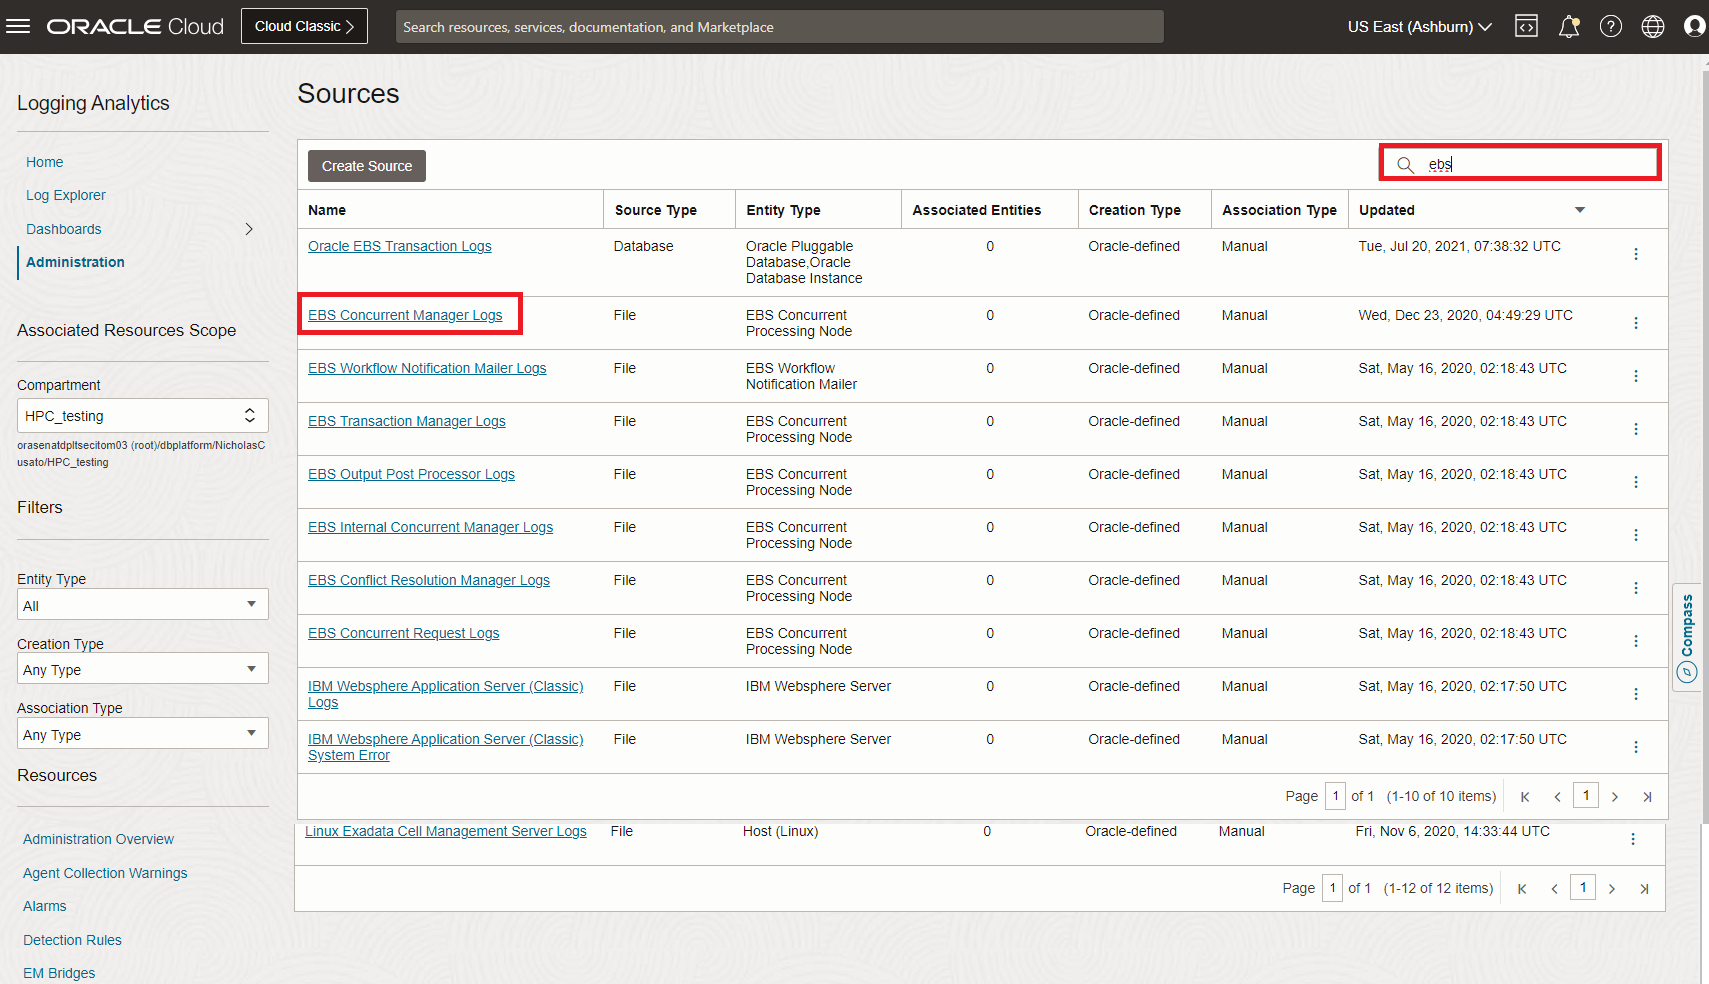 ORACLE Cloud
Cloud Classic
Search resources, services, documentation, and Marketplace
US East (Ashburn)
Logging Analytics
Home
Log Explorer
Dashboards
Administration
Associated Resources Scope
Compartment
HPC_testing
orasenatdpltsecitom03 (root)/dbplatform/NicholasC
usato/HPC_testing
Filters
Entity Type
All
Creation Type
Any Type
Association Type
Any Type
Resources
Administration Overview
Agent Collection Warnings
Alarms
Detection Rules
EM Bridges
Sources
Create Source
ebs
Name Source Type Entity Type Associated Entities Creation Type Association Type Updated
Oracle EBS Transaction Logs Database Oracle Pluggable 0 Oracle-defined Manual Tue, Jul 20, 2021, 07:38:32 UTC
Database,Oracle
Database Instance
EBS Concurrent Manager Logs File EBS Concurrent 0 Oracle-defined Manual Wed, Dec 23, 2020, 04:49:29 UTC
Processing Node
EBS Workflow Notification Mailer Logs File EBS Workflow 0 Oracle-defined Manual Sat, May 16, 2020, 02:18:43 UTC
Notification Mailer
EBS Transaction Manager Logs File EBS Concurrent 0 Oracle-defined Manual Sat, May 16, 2020, 02:18:43 UTC
Processing Node
EBS Output Post Processor Logs File EBS Concurrent 0 Oracle-defined Manual Sat, May 16, 2020, 02:18:43 UTC
Processing Node
EBS Internal Concurrent Manager Logs File EBS Concurrent 0 Oracle-defined Manual Sat, May 16, 2020, 02:18:43 UTC
Processing Node
EBS Conflict Resolution Manager Logs File EBS Concurrent 0 Oracle-defined Manual Sat, May 16, 2020, 02:18:43 UTC
Processing Node
EBS Concurrent Request Logs File EBS Concurrent 0 Oracle-defined Manual Sat, May 16, 2020, 02:18:43 UTC
Processing Node
IBM Websphere Application Server (Classic) File IBM Websphere Server 0 Oracle-defined Manual Sat, May 16, 2020, 02:17:50 UTC
Logs
IBM Websphere Application Server (Classic) File IBM Websphere Server 0 Oracle-defined Manual Sat, May 16, 2020, 02:17:50 UTC
System Error
Page 1 of 1 (1-10 of 10 items) 1
Linux Exadata Cell Management Server Logs File Host (Linux) 0 Oracle-defined Manual Fri, Nov 6, 2020, 14:33:44 UTC
Page 1 of 1 (1-12 of 12 items) 1
Compass